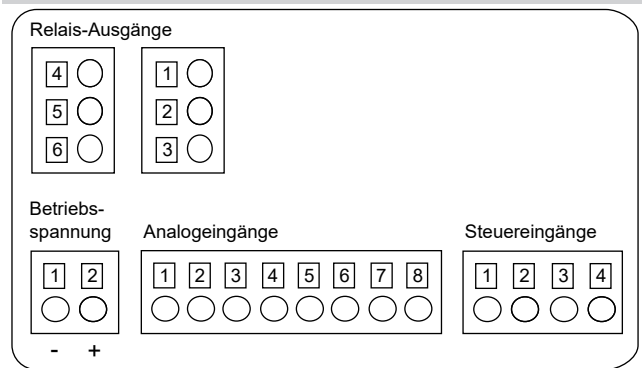 Relais-Ausgänge
4 1
5 2
6 3
Betriebs-
spannung Analogeingänge Steuereingänge
1 2 1 2 3 4 5 6 7 8 1 2 3 4
- +